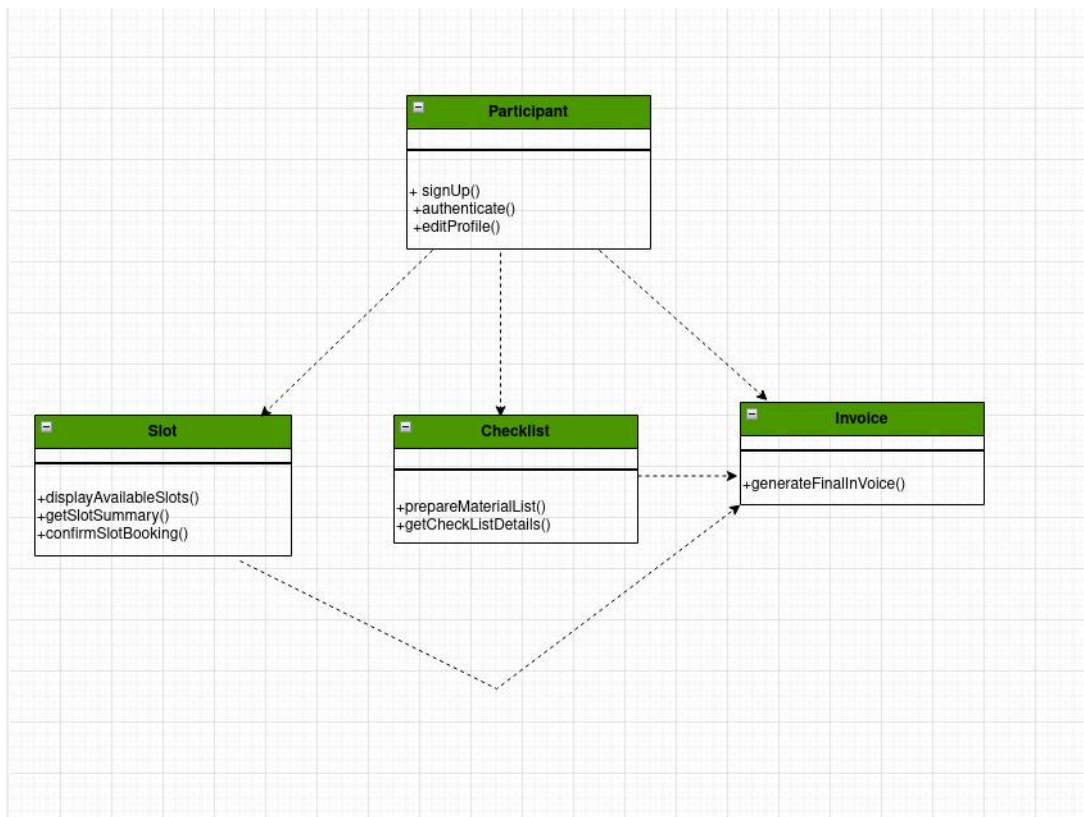 Participant
+ signUp()
+authenticate()
+editProfile()
Slot
+displayAvailableSlots()
+getSlotSummary()
+confirmSlotBooking()
Checklist
+prepareMaterialList()
+getCheckListDetails()
Invoice
+generateFinalInVoice()